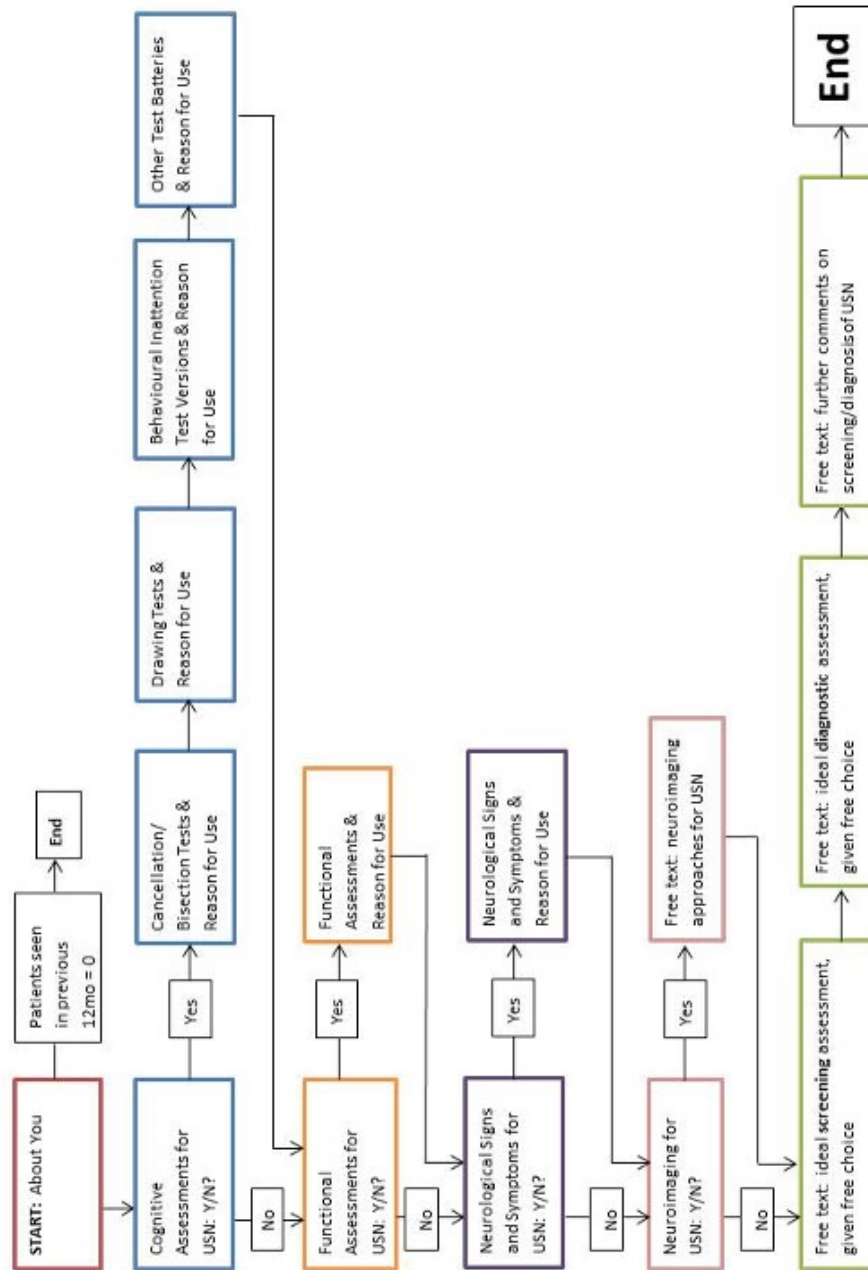 START: About You
Patients seen
in previous
12mo = 0
End
Cognitive
Assessments for
USN: Y/N?
Yes
Cancellation/
Bisection Tests &
Reason for Use
Drawing Tests &
Reason for Use
Behavioural Inattention
Test Versions & Reason
for Use
Other Test Batteries
& Reason for Use
No
Functional
Assessments for
USN: Y/N?
Yes
Functional
Assessments &
Reason for Use
No
Neurological Signs
and Symptoms for
USN: Y/N?
Yes
Neurological Signs
and Symptoms &
Reason for Use
No
Neuroimaging for
USN: Y/N?
Yes
Free text: neuroimaging
approaches for USN
No
Free text: ideal screening assessment,
given free choice
Free text: ideal diagnostic assessment,
given free choice
Free text: further comments on
screening/diagnosisof USN
End